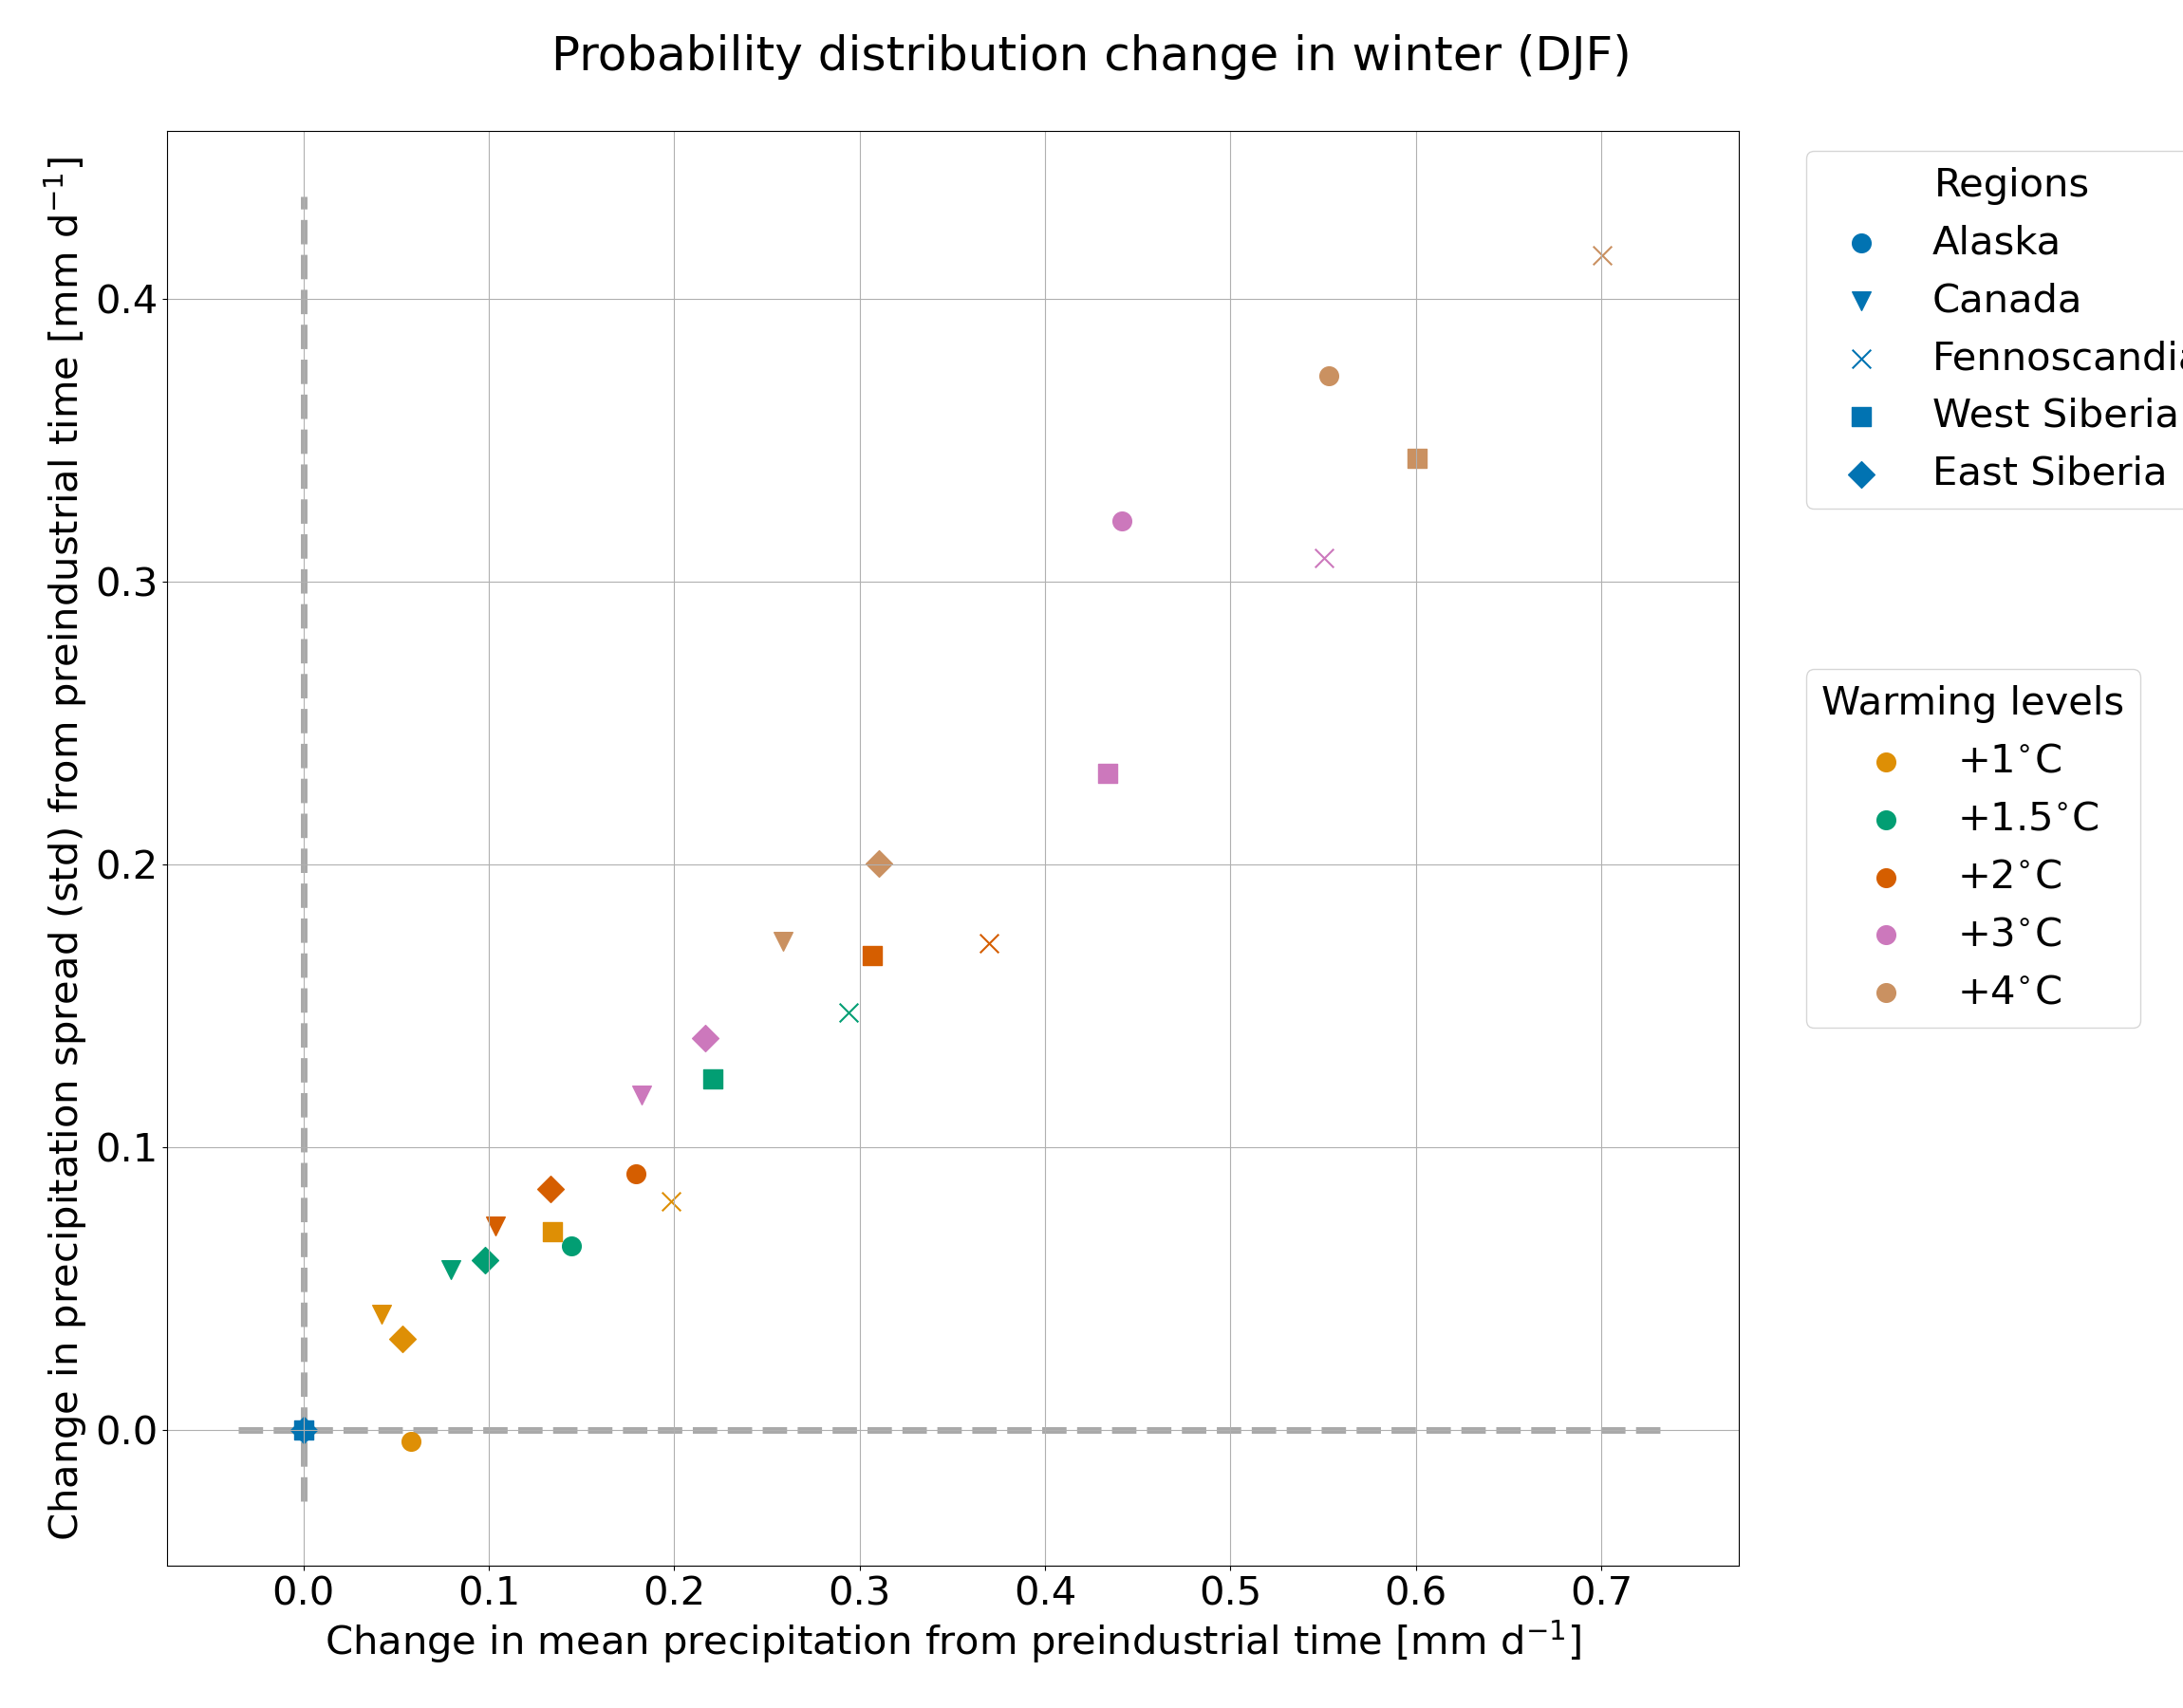 Probability distribution change in winter (DJF)
Change in precipitation spread (std) from preindustrial time [mm d⁻¹]
0.4
0.3
0.2
0.1
0.0
0.0 0.1 0.2 0.3 0.4 0.5 0.6 0.7
Change in mean precipitation from preindustrial time [mm d⁻¹]
Regions
Alaska
Canada
Fennoscandia
West Siberia
East Siberia
Warming levels
+1°C
+1.5°C
+2°C
+3°C
+4°C